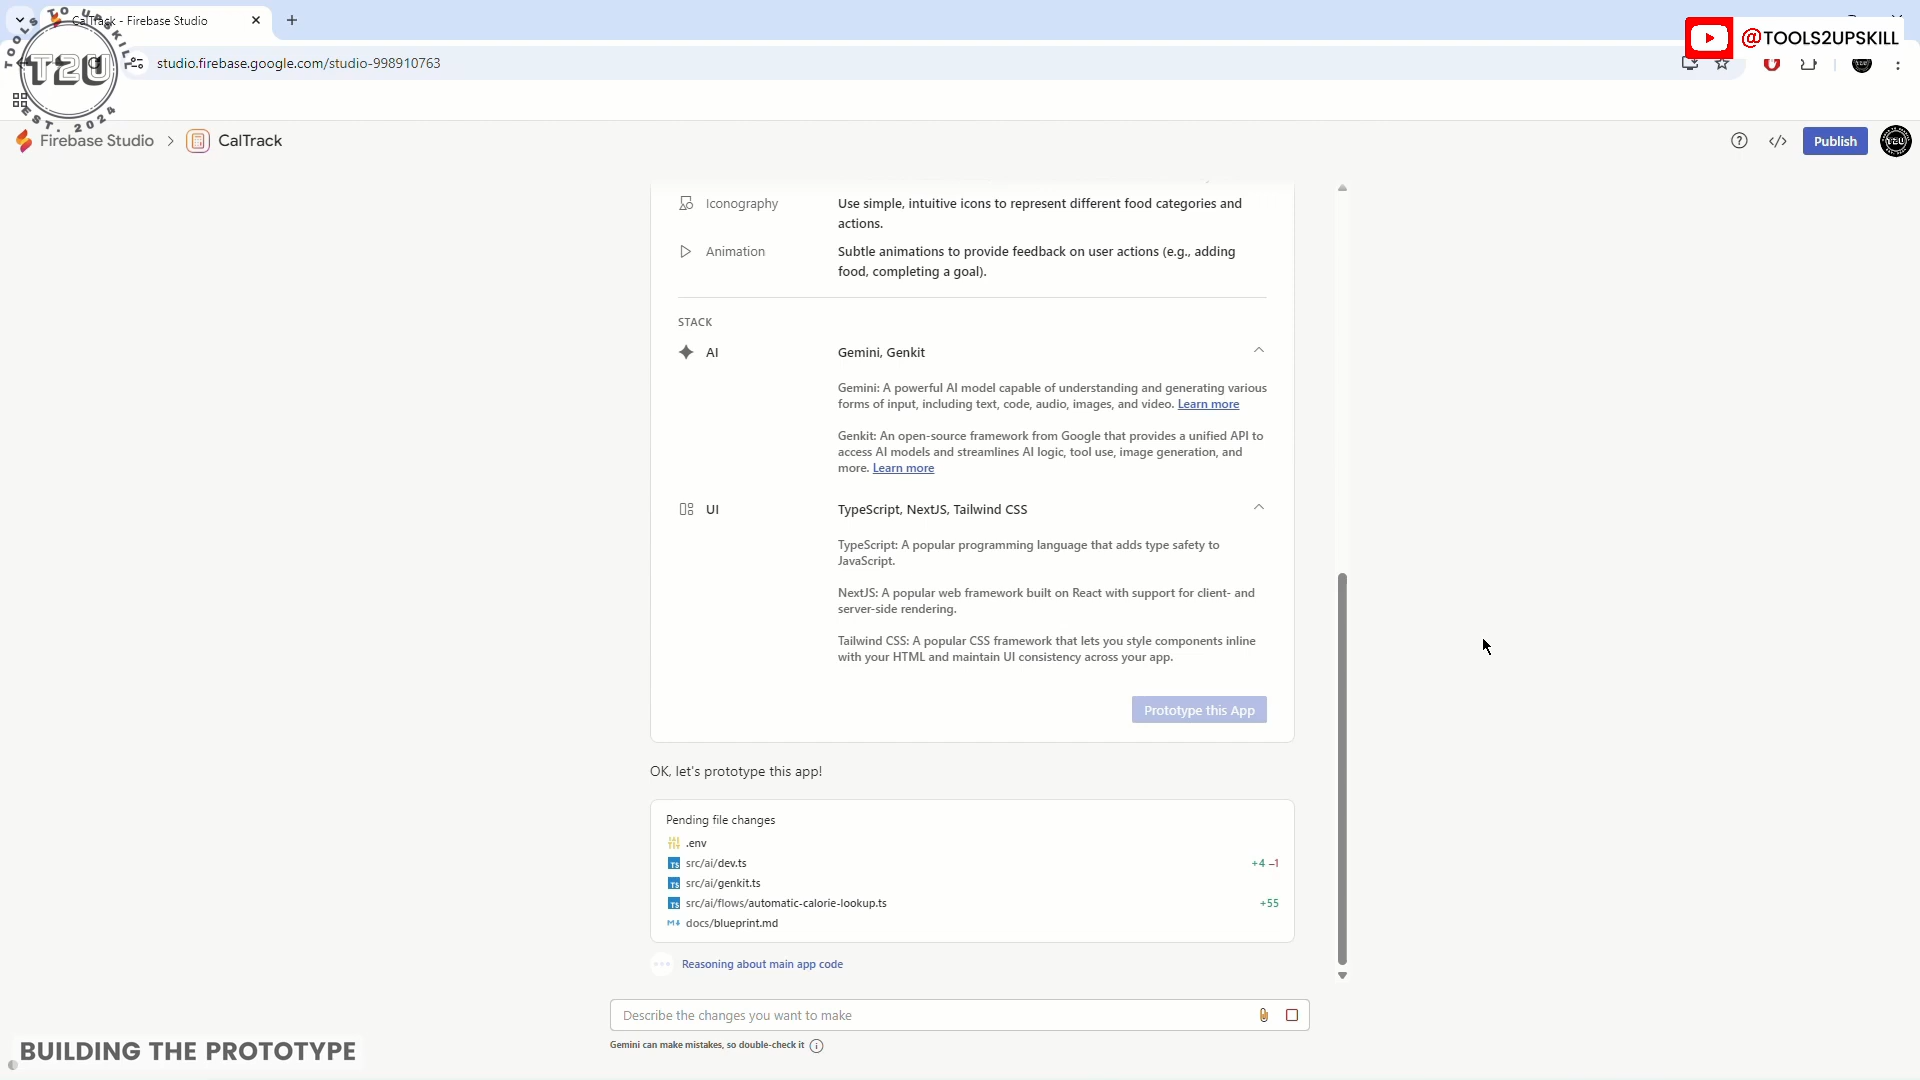 CalTrack - Firebase Studio
@TOOLS2UPSKILL
TOOLS TO UPSKILL
T2U
EST. 2024
studio.firebase.google.com/studio-998910763
Firebase Studio
CalTrack
Publish
Iconography
Use simple, intuitive icons to represent different food categories and
actions.
Animation
Subtle animations to provide feedback on user actions (e.g., adding
food, completing a goal).
STACK
AI
Gemini, Genkit
Gemini: A powerful AI model capable of understanding and generating various
forms of input, including text, code, audio, images, and video. Learn more
Genkit: An open-source framework from Google that provides a unified API to
access AI models and streamlines AI logic, tool use, image generation, and
more. Learn more
UI
TypeScript, NextJS, Tailwind CSS
TypeScript: A popular programming language that adds type safety to
JavaScript.
NextJS: A popular web framework built on React with support for client- and
server-side rendering.
Tailwind CSS: A popular CSS framework that lets you style components inline
with your HTML and maintain UI consistency across your app.
Prototype this App
OK, let's prototype this app!
Pending file changes
.env
src/ai/dev.ts
+4 –1
src/ai/genkit.ts
src/ai/flows/automatic-calorie-lookup.ts
+55
docs/blueprint.md
Reasoning about main app code
Describe the changes you want to make
Gemini can make mistakes, so double-check it
BUILDING THE PROTOTYPE